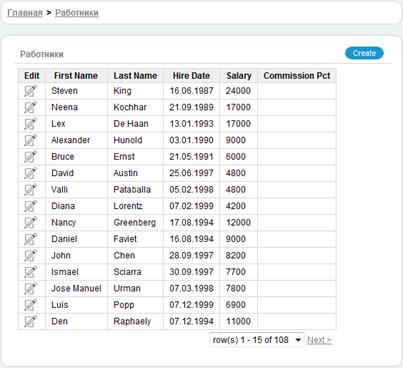 Главная > Работники
Работники
Create
Edit First Name Last Name Hire Date Salary Commission Pct
Steven King 16.06.1987 24000
Neena Kochhar 21.09.1989 17000
Lex De Haan 13.01.1993 17000
Alexander Hunold 03.01.1990 9000
Bruce Ernst 21.05.1991 6000
David Austin 25.06.1997 4800
Valli Pataballa 05.02.1998 4800
Diana Lorentz 07.02.1999 4200
Nancy Greenberg 17.08.1994 12000
Daniel Faviet 16.08.1994 9000
John Chen 28.09.1997 8200
Ismael Sciarra 30.09.1997 7700
Jose Manuel Urman 07.03.1998 7800
Luis Popp 07.12.1999 6900
Den Raphaely 07.12.1994 11000
row(s) 1 - 15 of 108 Next >